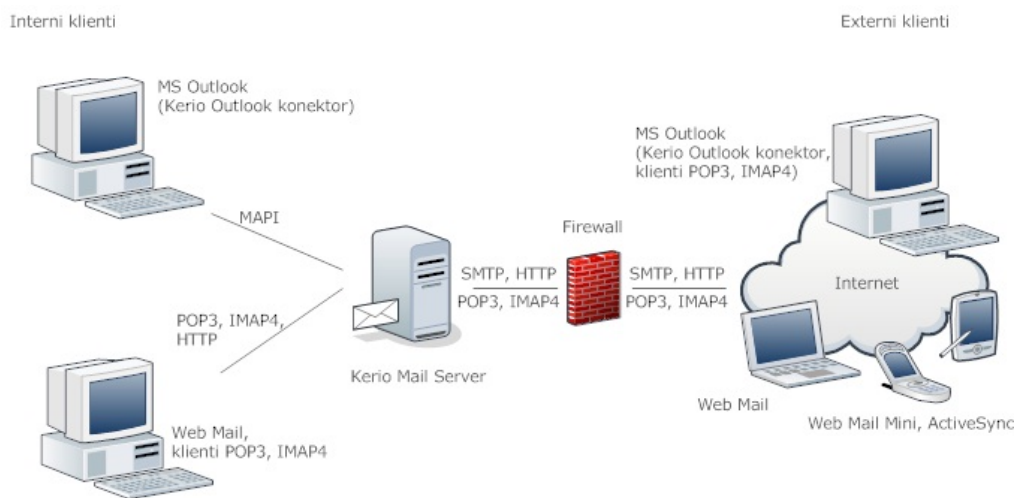 Interni klienti
Externi klienti
MS Outlook
(Kerio Outlook konektor)
MS Outlook
(Kerio Outlook konektor,
klienti POP3, IMAP4)
MAPI
Firewall
SMTP, HTTP
POP3, IMAP4
SMTP, HTTP
POP3, IMAP4
Internet
POP3, IMAP4,
HTTP
Kerio Mail Server
Web Mail
Web Mail Mini, ActiveSync
Web Mail,
klienti POP3, IMAP4